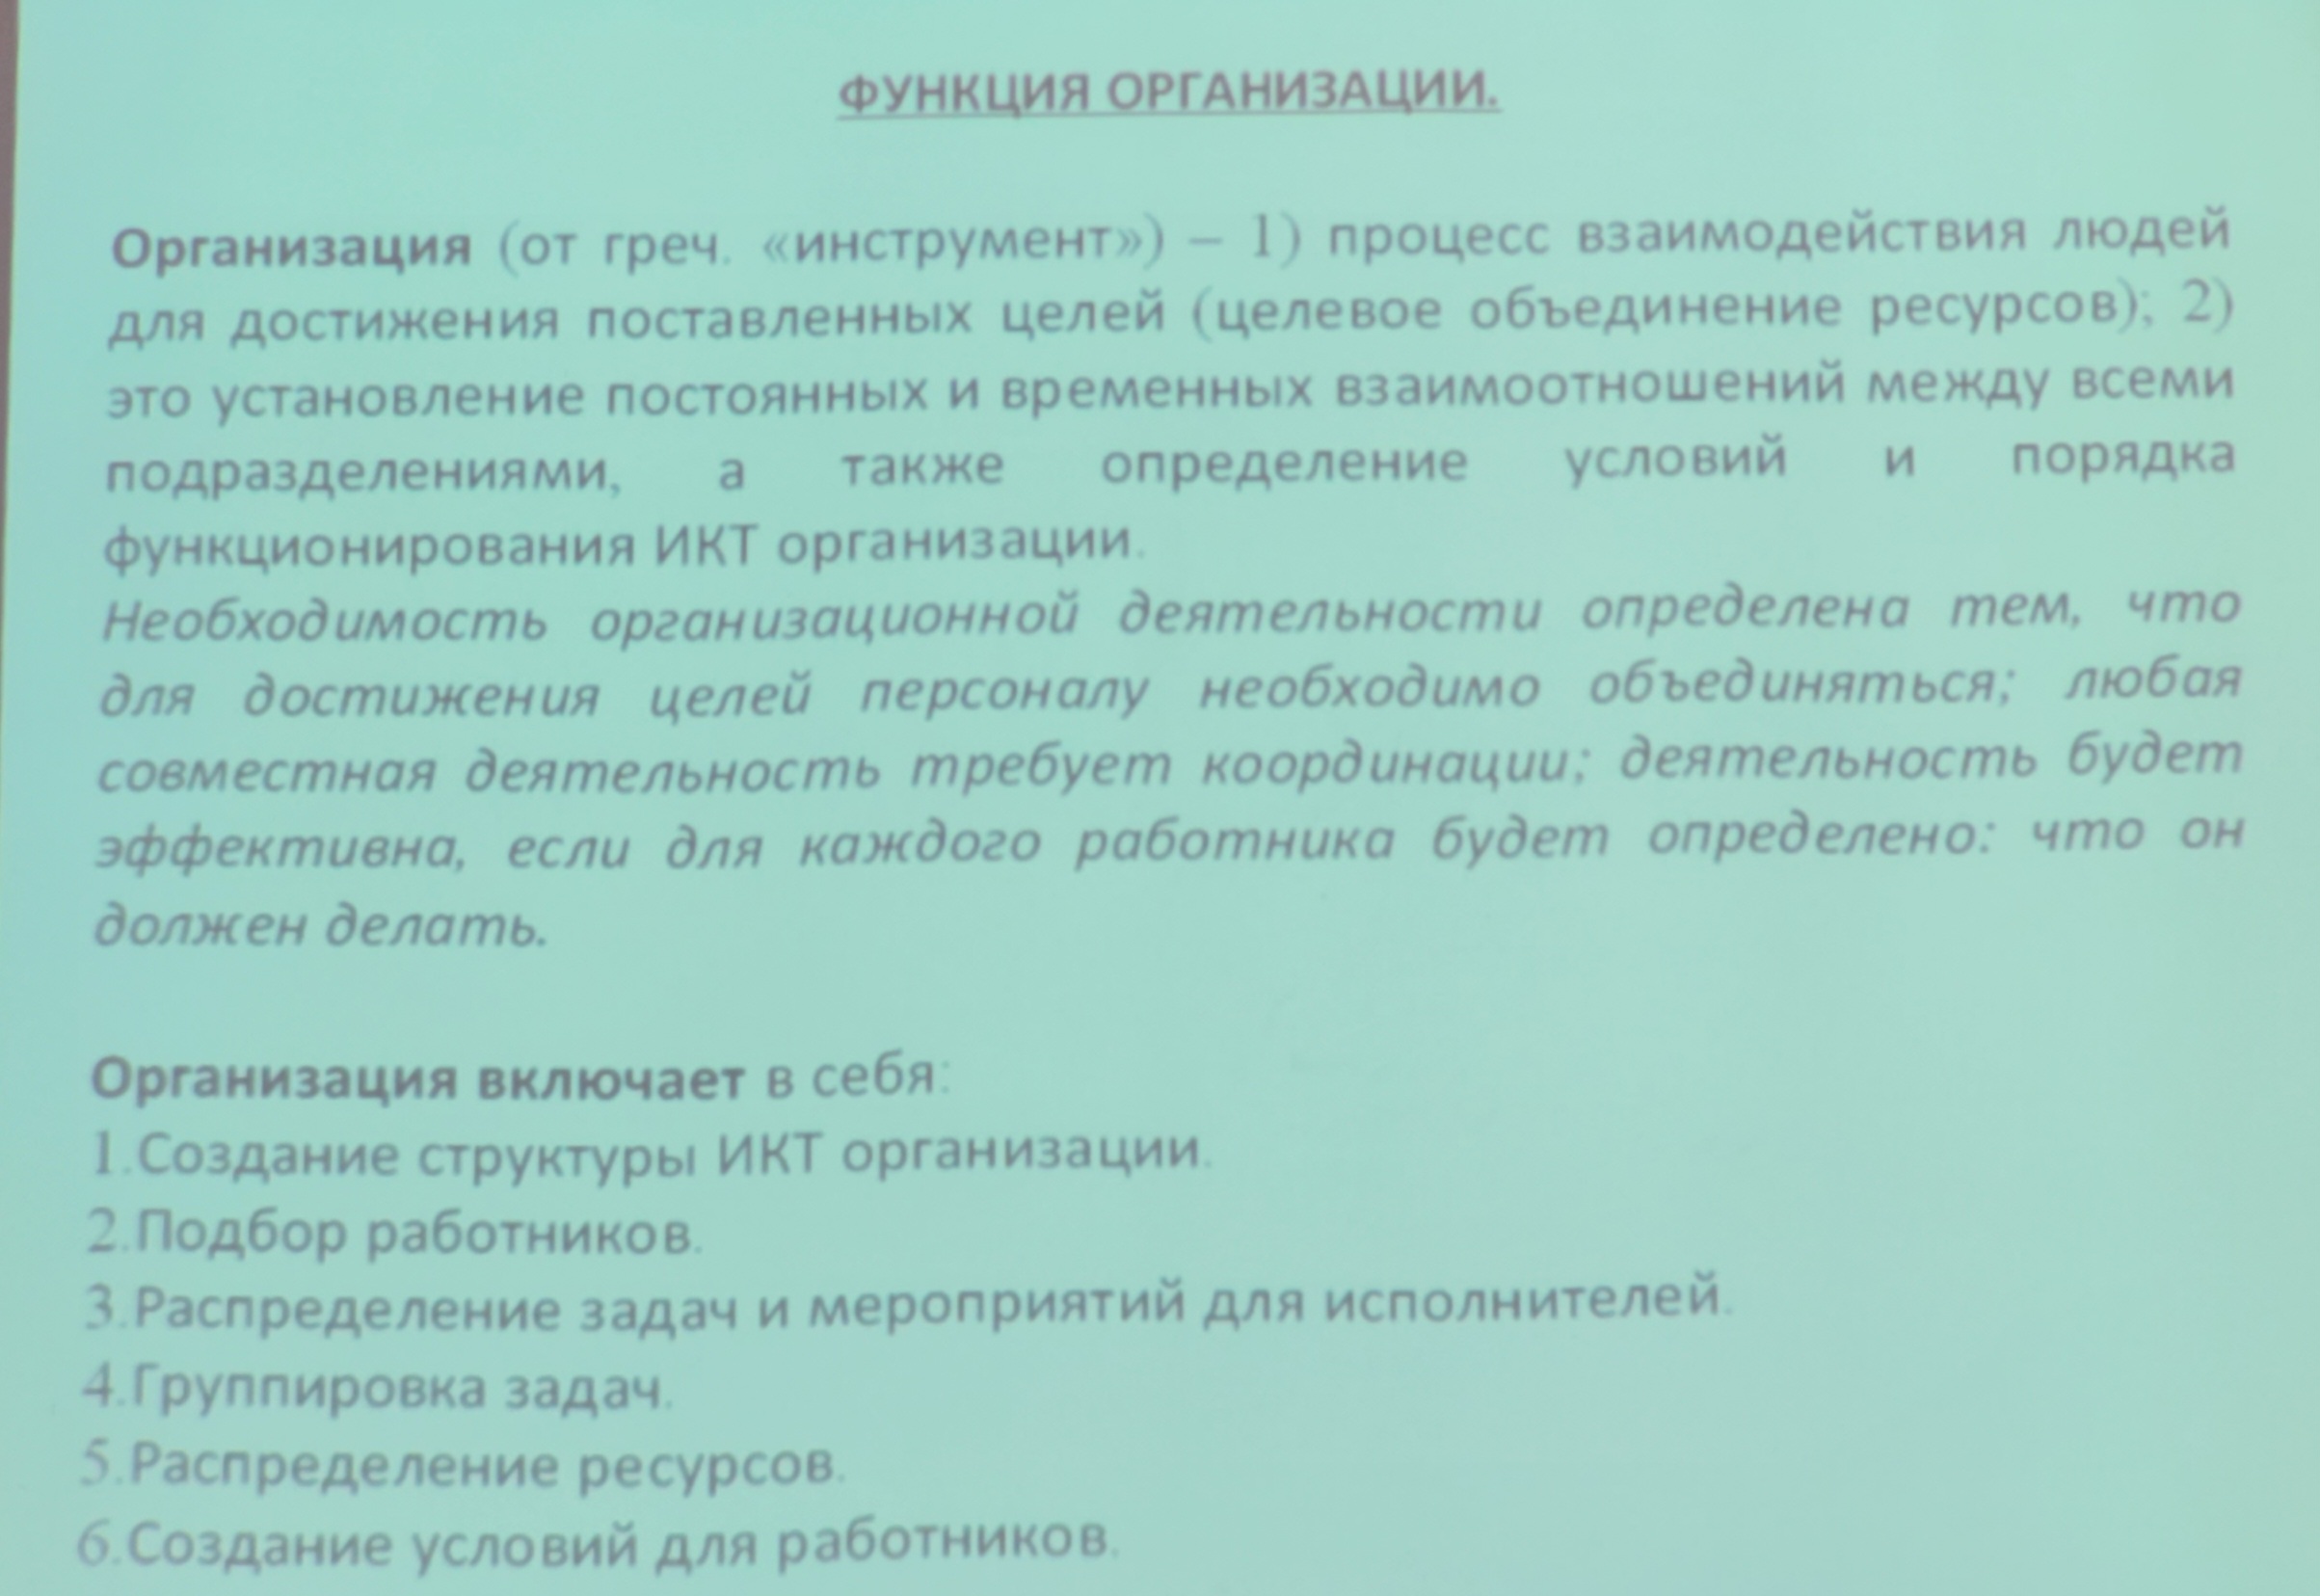 ФУНКЦИЯ ОРГАНИЗАЦИИ.
Организация (от греч. «инструмент») – 1) процесс взаимодействия людей
для достижения поставленных целей (целевое объединение ресурсов); 2)
это установление постоянных и временных взаимоотношений между всеми
подразделениями, а также определение условий и порядка
функционирования ИКТ организации.
Необходимость организационной деятельности определена тем, что
для достижения целей персоналу необходимо объединяться; любая
совместная деятельность требует координации; деятельность будет
эффективна, если для каждого работника будет определено: что он
должен делать.
Организация включает в себя:
1.Создание структуры ИКТ организации.
2.Подбор работников.
3.Распределение задач и мероприятий для исполнителей.
4.Группировка задач.
5.Распределение ресурсов.
6.Создание условий для работников.